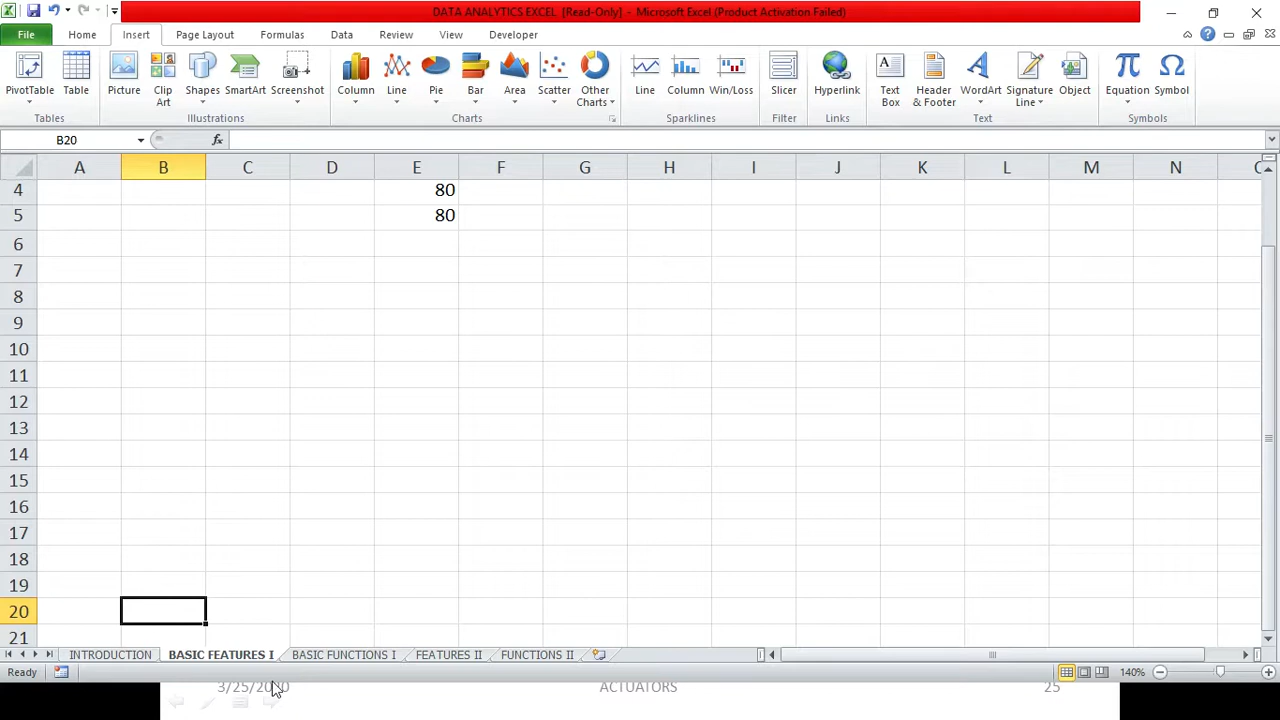 DATA ANALYTICS EXCEL [Read-Only] - Microsoft Excel (Product Activation Failed)
File Home Insert Page Layout Formulas Data Review View Developer
PivotTable Table Picture Clip Art Shapes SmartArt Screenshot Column Line Pie Bar Area Scatter Other Charts Line Column Win/Loss Slicer Hyperlink Text Box Header & Footer WordArt Signature Line Object Equation Symbol
Tables Illustrations Charts Sparklines Filter Links Text Symbols
B20 fx
A B C D E F G H I J K L M N
4 80
5 80
6
7
8
9
10
11
12
13
14
15
16
17
18
19
20
21
INTRODUCTION BASIC FEATURES I BASIC FUNCTIONS I FEATURES II FUNCTIONS II
Ready 140%
3/25/2020 ACTUATORS 25